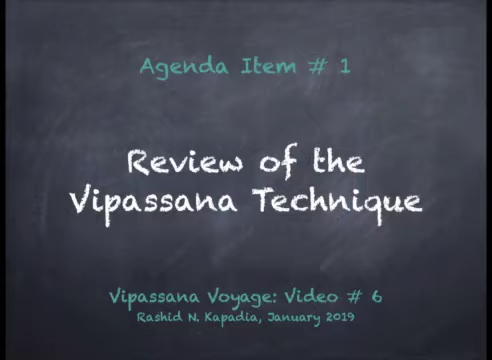 Agenda Item # 1
Review of the
Vipassana Technique
Vipassana Voyage: Video # 6
Rashid N. Kapadia, January 2019